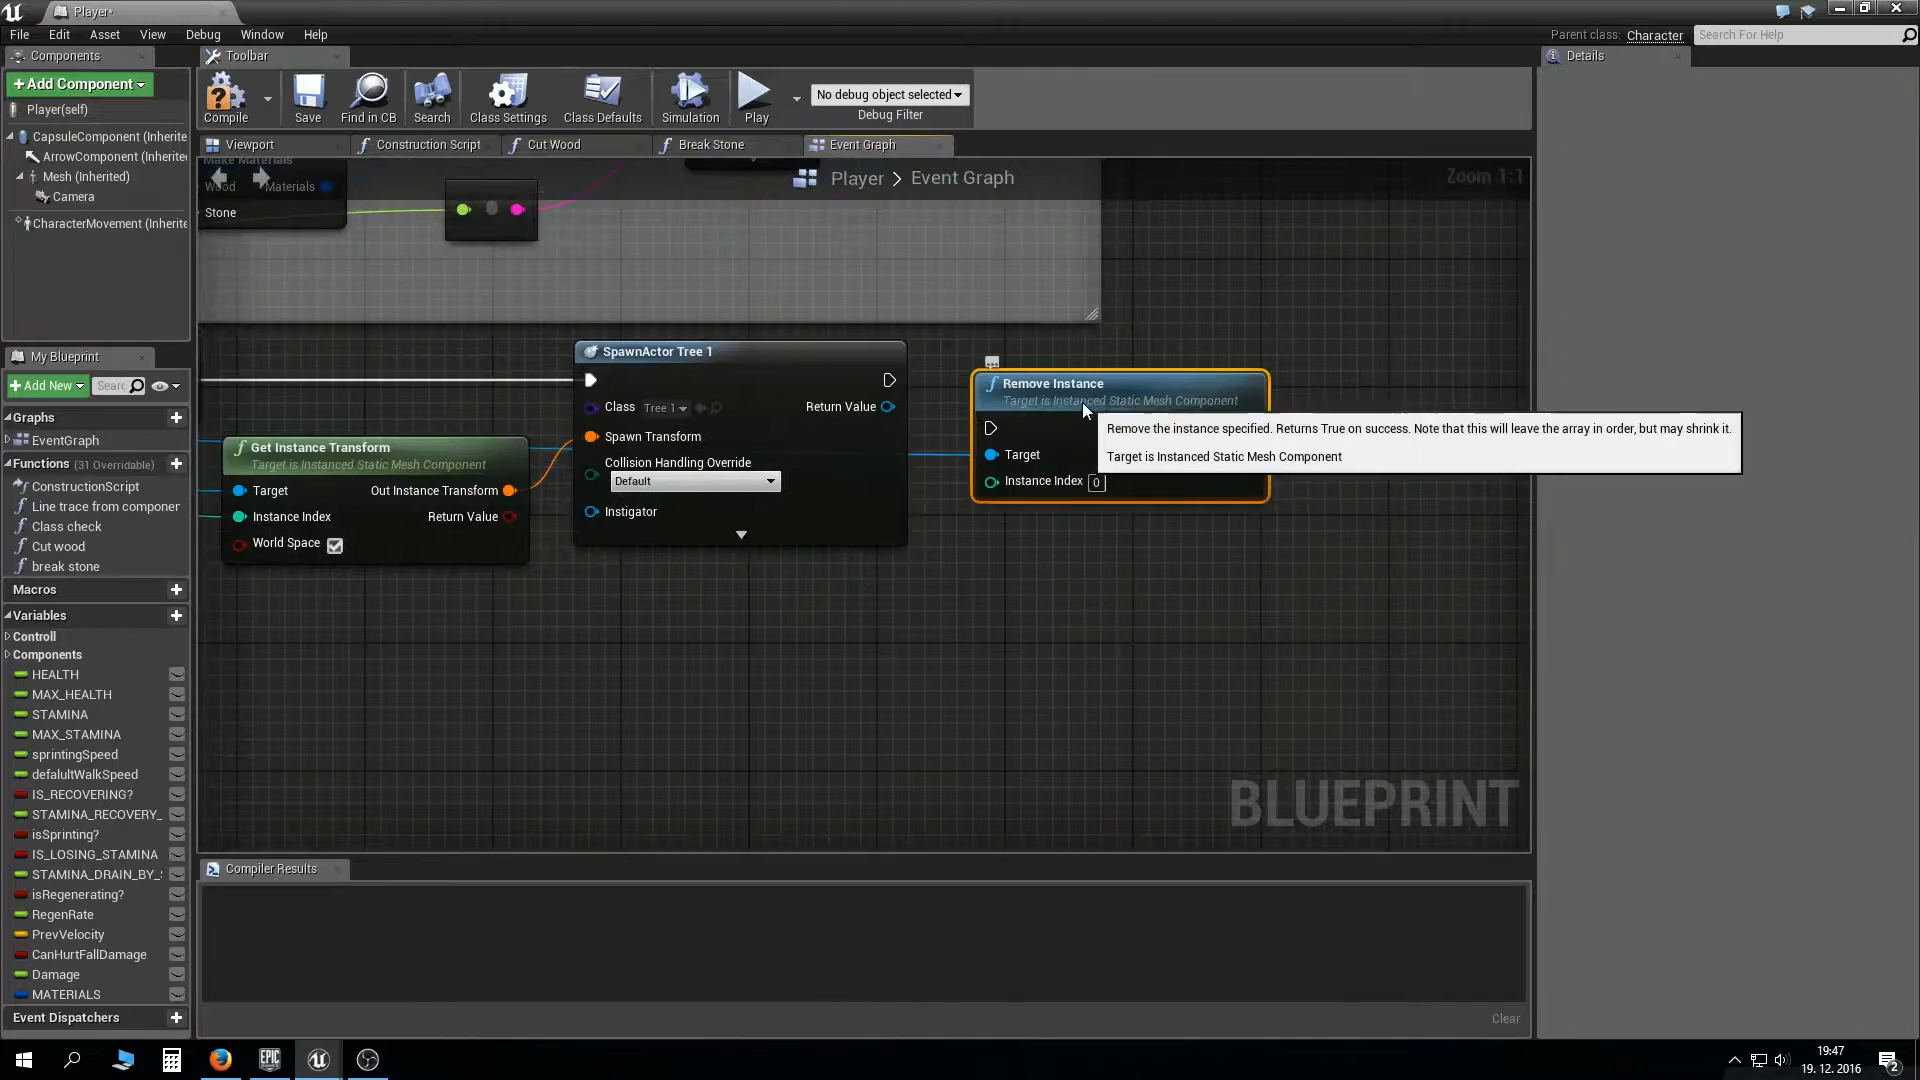 Player*
File Edit Asset View Debug Window Help
Parent class: Character
Search For Help
Components
+Add Component
Player(self)
CapsuleComponent (Inherite
ArrowComponent (Inherite
Mesh (Inherited)
Camera
CharacterMovement (Inherite
Toolbar
Compile
Save
Find in CB
Search
Class Settings
Class Defaults
Simulation
Play
No debug object selected
Debug Filter
Details
Viewport
Construction Script
Cut Wood
Break Stone
Event Graph
Player > Event Graph
Zoom 1:1
Make Materials
Wood
Materials
Stone
SpawnActor Tree 1
Class Tree 1
Return Value
Spawn Transform
Collision Handling Override
Default
Instigator
Get Instance Transform
Target is Instanced Static Mesh Component
Target
Out Instance Transform
Instance Index
Return Value
World Space
Remove Instance
Target is Instanced Static Mesh Component
Target
Instance Index 0
Remove the instance specified. Returns True on success. Note that this will leave the array in order, but may shrink it.
Target is Instanced Static Mesh Component
BLUEPRINT
My Blueprint
+Add New
Searc
Graphs
EventGraph
Functions (31 Overridable)
ConstructionScript
Line trace from componer
Class check
Cut wood
break stone
Macros
Variables
Controll
Components
HEALTH
MAX_HEALTH
STAMINA
MAX_STAMINA
sprintingSpeed
defalultWalkSpeed
IS_RECOVERING?
STAMINA_RECOVERY_
isSprinting?
IS_LOSING_STAMINA
STAMINA_DRAIN_BY_
isRegenerating?
RegenRate
PrevVelocity
CanHurtFallDamage
Damage
MATERIALS
Event Dispatchers
Compiler Results
Clear
EPIC
19:47
19. 12. 2016
2